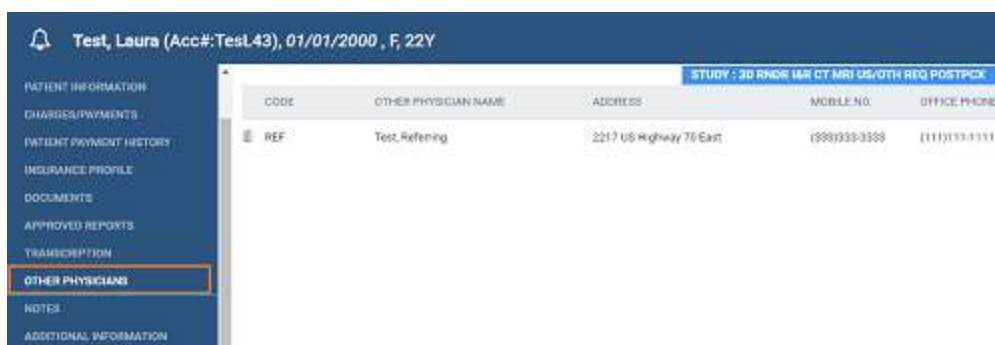 Test, Laura (Acc#:TesL43), 01/01/2000 , F, 22Y
STUDY : 3D RNDR I&R CT MRI US/OTH REQ POSTPCX
PATIENT INFORMATION
CHARGES/PAYMENTS
PATIENT PAYMENT HISTORY
INSURANCE PROFILE
DOCUMENTS
APPROVED REPORTS
TRANSCRIPTION
OTHER PHYSICIANS
NOTES
ADDITIONAL INFORMATION
CODE OTHER PHYSICIAN NAME ADDRESS MOBILE NO. OFFICE PHONE
REF Test, Referring 2217 US Highway 70 East (333)333-3333 (111)111-1111